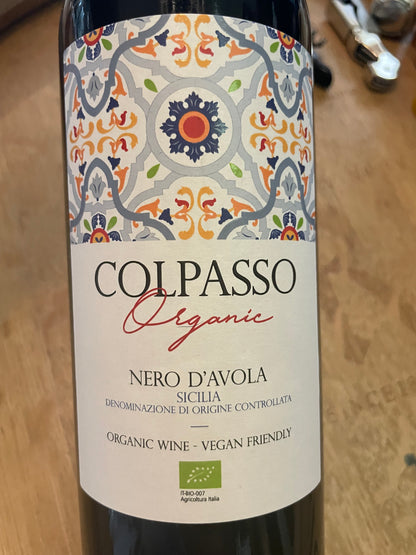 COLPASSO
Organic
NERO D'AVOLA
SICILIA
DENOMINAZIONE DI ORIGINE CONTROLLATA
ORGANIC WINE - VEGAN FRIENDLY
IT-BIO-007
Agricoltura Italia